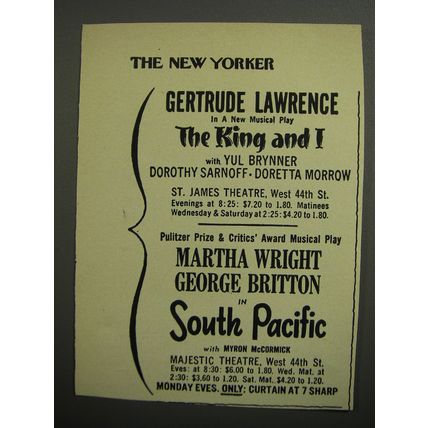 THE NEW YORKER
GERTRUDE LAWRENCE
In A New Musical Play
The King and I
with YUL BRYNNER
DOROTHY SARNOFF · DORETTA MORROW
ST. JAMES THEATRE, West 44th St.
Evenings at 8:25: $7.20 to 1.80. Matinees
Wednesday & Saturday at 2:25: $4.20 to 1.80.
Pulitzer Prize & Critics' Award Musical Play
MARTHA WRIGHT
GEORGE BRITTON
IN
South Pacific
with MYRON McCORMICK
MAJESTIC THEATRE, West 44th St.
Eves: at 8:30: $6.00 to 1.80. Wed. Mat. at
2:30: $3.60 to 1.20. Sat. Mat. $4.20 to 1.20.
MONDAY EVES. ONLY: CURTAIN AT 7 SHARP